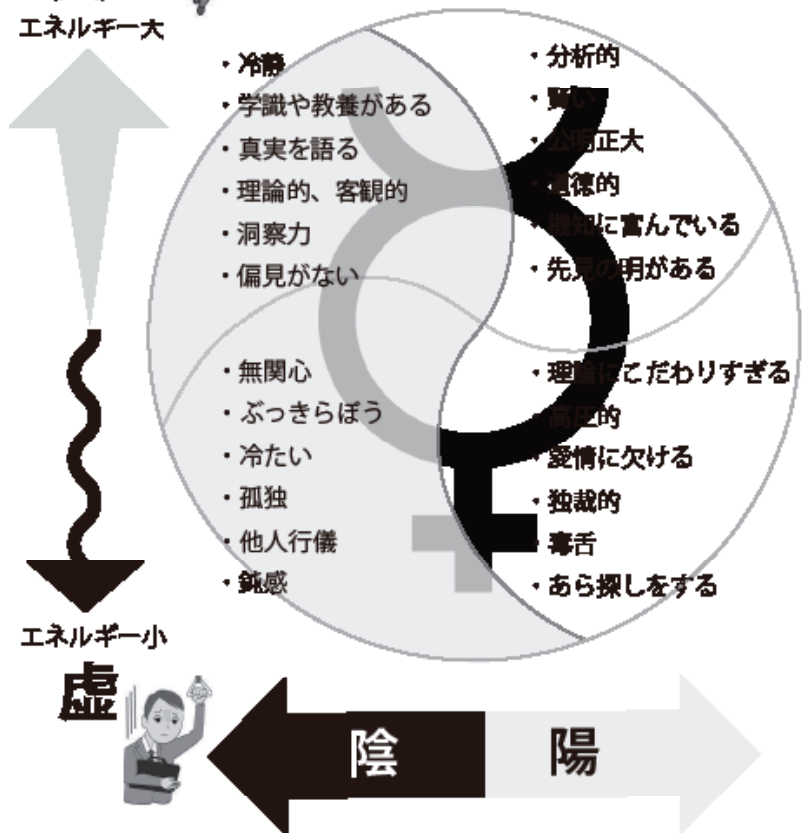 エネルギー大
・冷静
・学識や教養がある
・真実を語る
・理論的、客観的
・洞察力
・偏見がない
・分析的
・賢い
・公明正大
・道徳的
・機知に富んでいる
・先見の明がある
・無関心
・ぶっきらぼう
・冷たい
・孤独
・他人行儀
・鈍感
・理論にこだわりすぎる
・高圧的
・愛情に欠ける
・独裁的
・毒舌
・あら探しをする
エネルギー小
虚
陰
陽